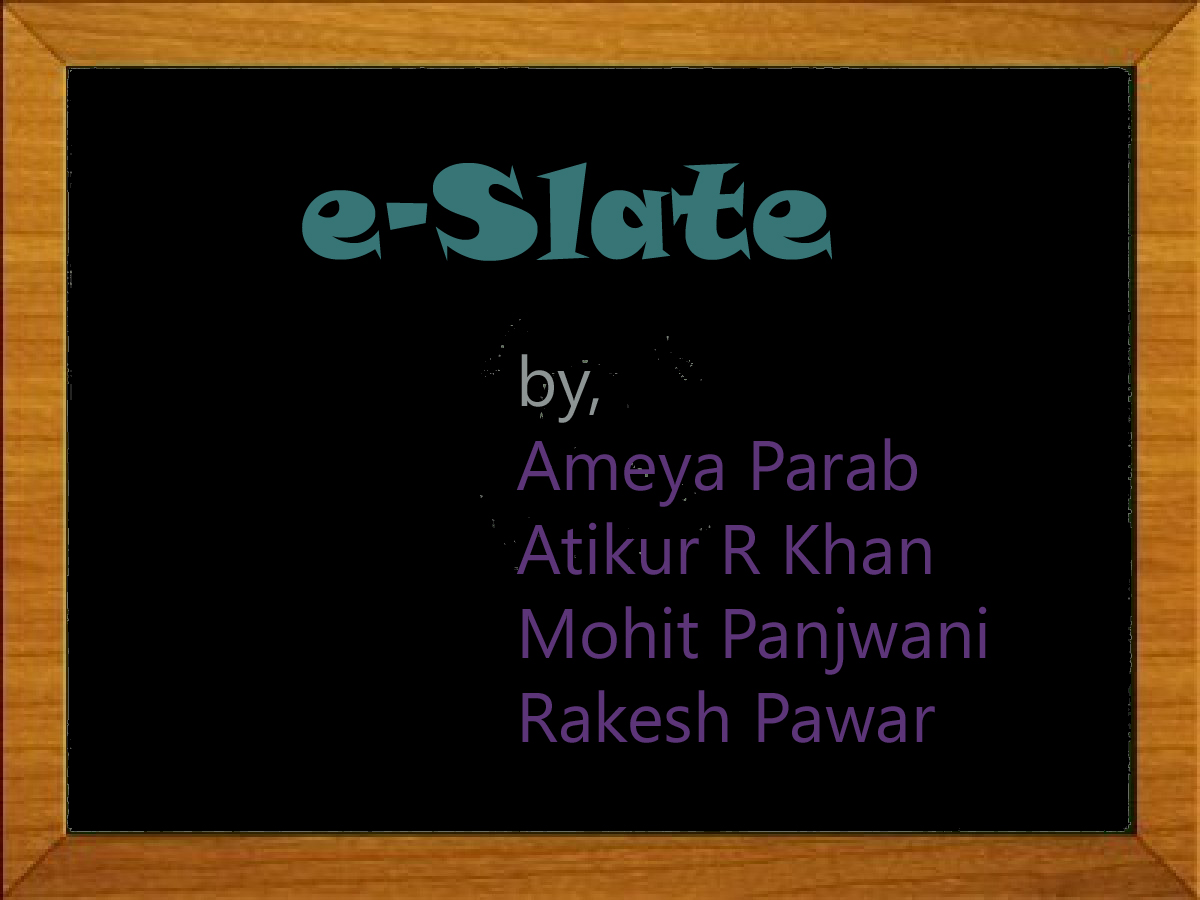 e-Slate
by,
Ameya Parab
Atikur R Khan
Mohit Panjwani
Rakesh Pawar